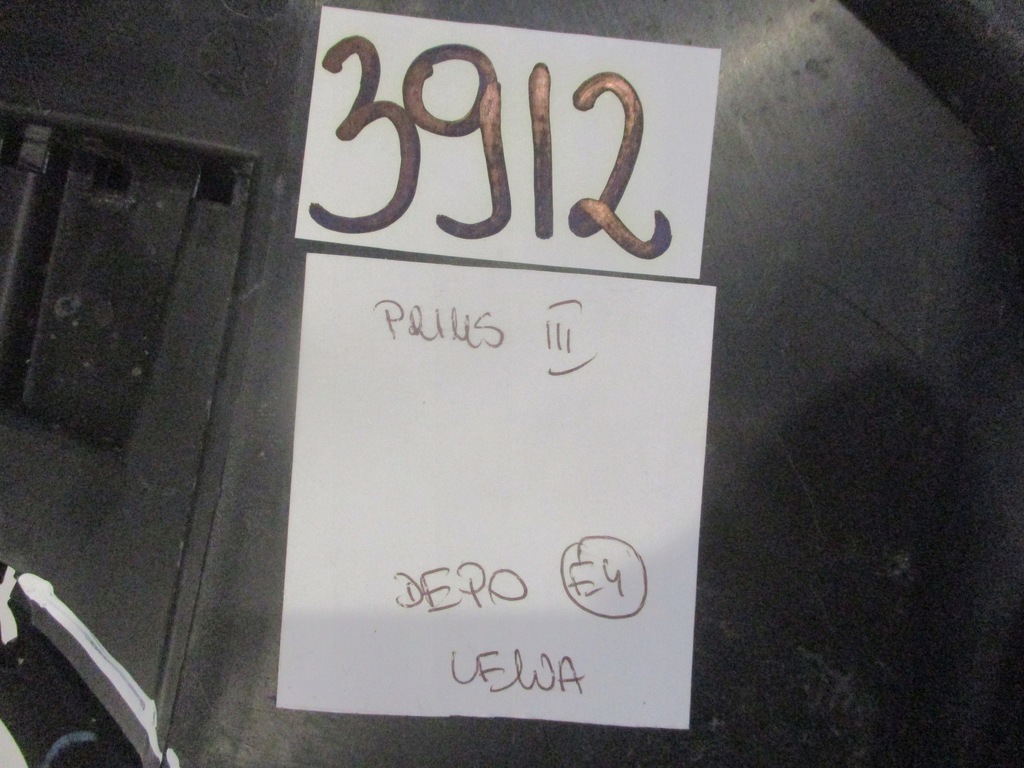 3912
PRIUS III
DEPO E4
LEWA